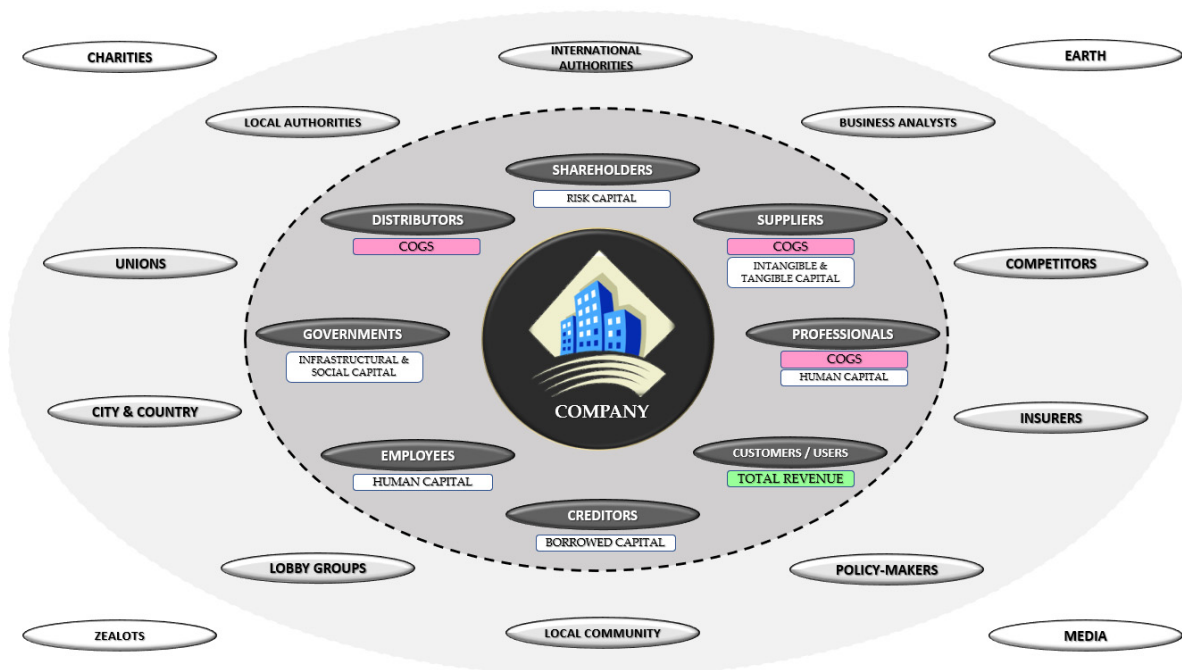 CHARITIES
INTERNATIONAL
AUTHORITIES
EARTH
LOCAL AUTHORITIES
BUSINESS ANALYSTS
SHAREHOLDERS
RISK CAPITAL
DISTRIBUTORS
COGS
SUPPLIERS
COGS
INTANGIBLE &
TANGIBLE CAPITAL
UNIONS
COMPETITORS
GOVERNMENTS
INFRASTRUCTURAL &
SOCIAL CAPITAL
PROFESSIONALS
COGS
HUMAN CAPITAL
COMPANY
CITY & COUNTRY
INSURERS
EMPLOYEES
HUMAN CAPITAL
CUSTOMERS / USERS
TOTAL REVENUE
CREDITORS
BORROWED CAPITAL
LOBBY GROUPS
POLICY-MAKERS
ZEALOTS
LOCAL COMMUNITY
MEDIA